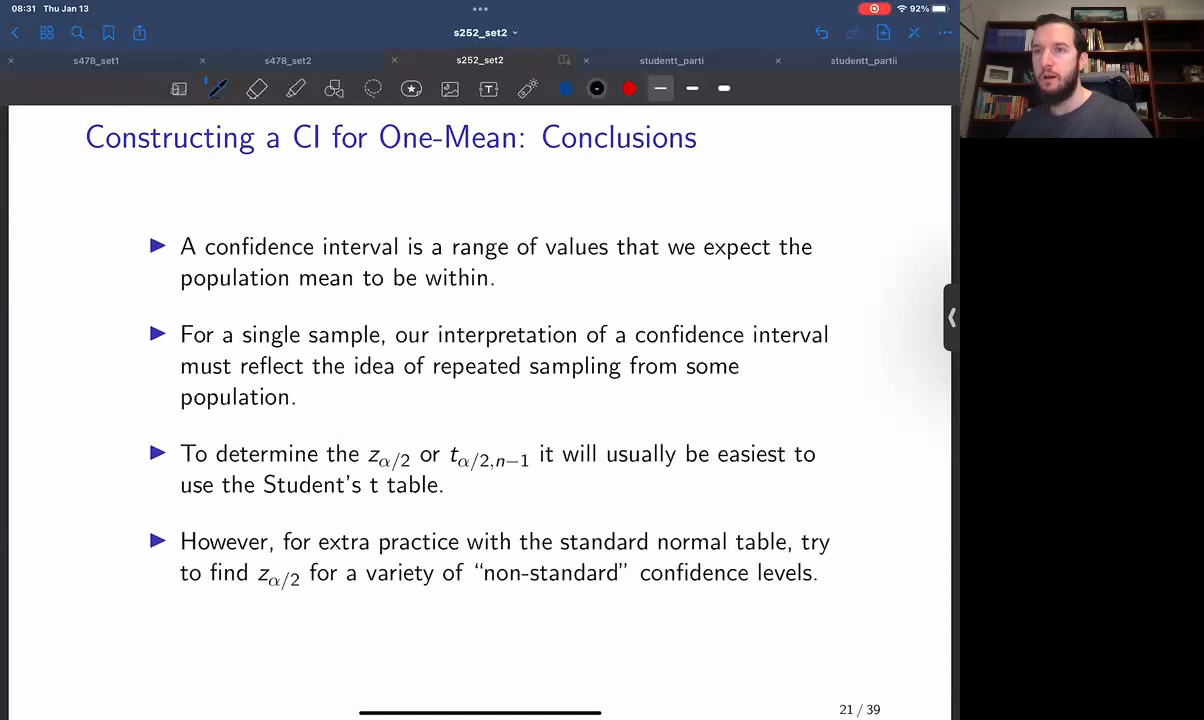 08:31 Thu Jan 13
92%
s252_set2
s478_set1
s478_set2
s252_set2
studentt_parti
studentt_partii
T
Constructing a CI for One-Mean: Conclusions
A confidence interval is a range of values that we expect the
population mean to be within.
For a single sample, our interpretation of a confidence interval
must reflect the idea of repeated sampling from some
population.
To determine the z_{α/2} or t_{α/2,n−1} it will usually be easiest to
use the Student's t table.
However, for extra practice with the standard normal table, try
to find z_{α/2} for a variety of “non-standard” confidence levels.
21 / 39